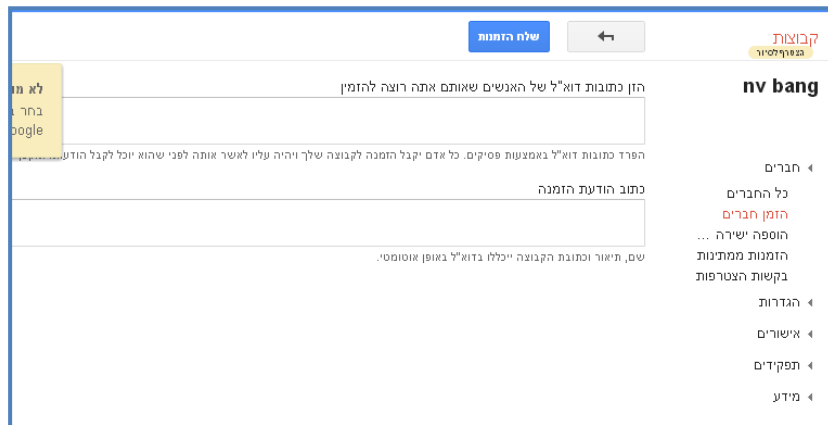 קבוצות
הצטרף לסיור
שלח הזמנות
nv bang
חברים
כל החברים
הזמן חברים
הוספה ישירה ...
הזמנות ממתינות
בקשות הצטרפות
הגדרות
אישורים
תפקידים
מידע
הזן כתובות דוא"ל של האנשים שאותם אתה רוצה להזמין
הפרד כתובות דוא"ל באמצעות פסיקים. כל אדם יקבל הזמנה לקבוצה שלך ויהיה עליו לאשר אותה לפני שהוא יוכל לקבל
כתוב הודעת הזמנה
שם, תיאור וכתובת הקבוצה ייכללו בדוא"ל באופן אוטומטי.
לא
בחר